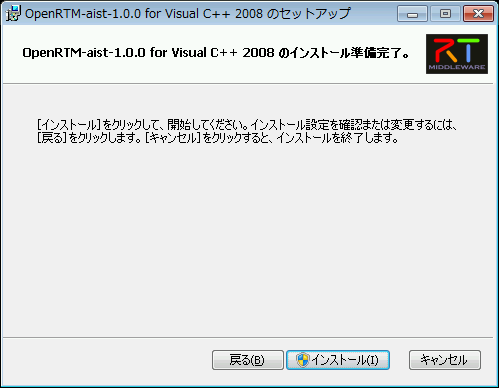 OpenRTM-aist-1.0.0 for Visual C++ 2008 のセットアップ
OpenRTM-aist-1.0.0 for Visual C++ 2008 のインストール準備完了。
RT
MIDDLEWARE
[インストール]をクリックして、開始してください。インストール設定を確認または変更するには、
[戻る]をクリックします。[キャンセル]をクリックすると、インストールを終了します。
戻る(B)
インストール(I)
キャンセル